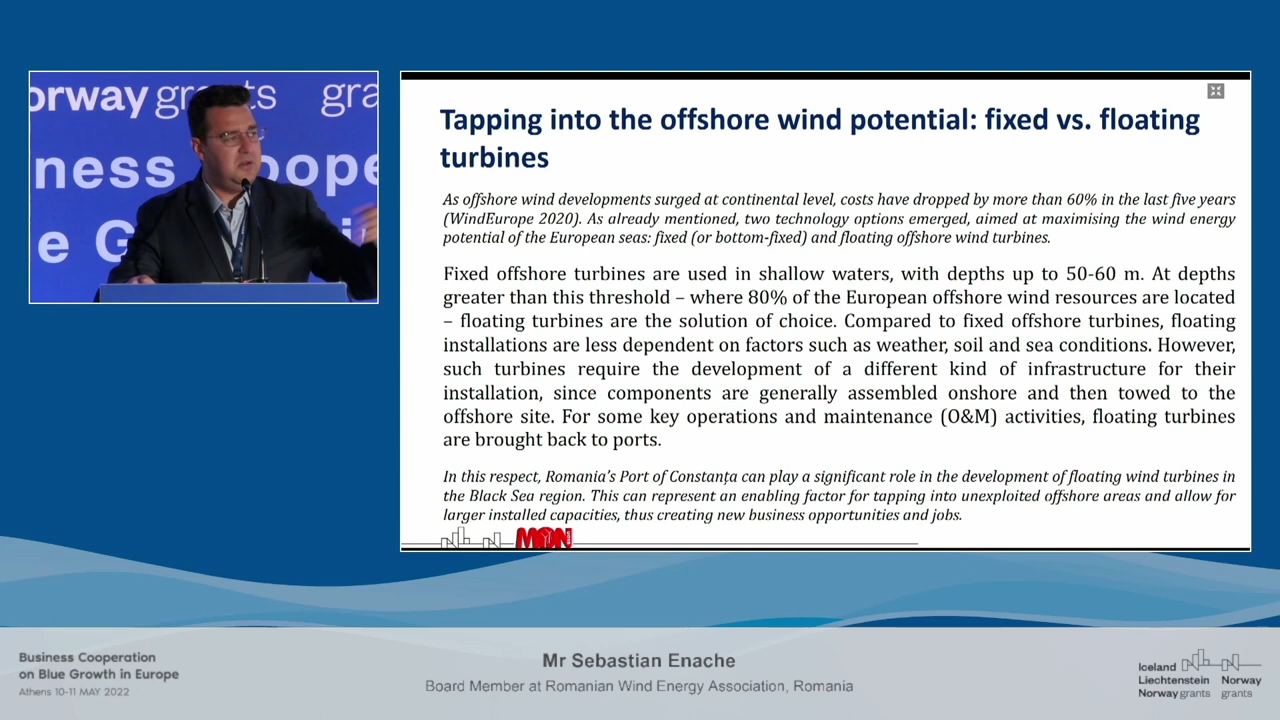 orway grants gra
ness Coope
e G
Tapping into the offshore wind potential: fixed vs. floating
turbines
As offshore wind developments surged at continental level, costs have dropped by more than 60% in the last five years
(WindEurope 2020). As already mentioned, two technology options emerged, aimed at maximising the wind energy
potential of the European seas: fixed (or bottom-fixed) and floating offshore wind turbines.
Fixed offshore turbines are used in shallow waters, with depths up to 50-60 m. At depths
greater than this threshold – where 80% of the European offshore wind resources are located
– floating turbines are the solution of choice. Compared to fixed offshore turbines, floating
installations are less dependent on factors such as weather, soil and sea conditions. However,
such turbines require the development of a different kind of infrastructure for their
installation, since components are generally assembled onshore and then towed to the
offshore site. For some key operations and maintenance (O&M) activities, floating turbines
are brought back to ports.
In this respect, Romania's Port of Constanța can play a significant role in the development of floating wind turbines in
the Black Sea region. This can represent an enabling factor for tapping into unexploited offshore areas and allow for
larger installed capacities, thus creating new business opportunities and jobs.
MON
Business Cooperation
on Blue Growth in Europe
Athens 10-11 MAY 2022
Mr Sebastian Enache
Board Member at Romanian Wind Energy Association, Romania
Iceland
Liechtenstein Norway
Norway grants grants